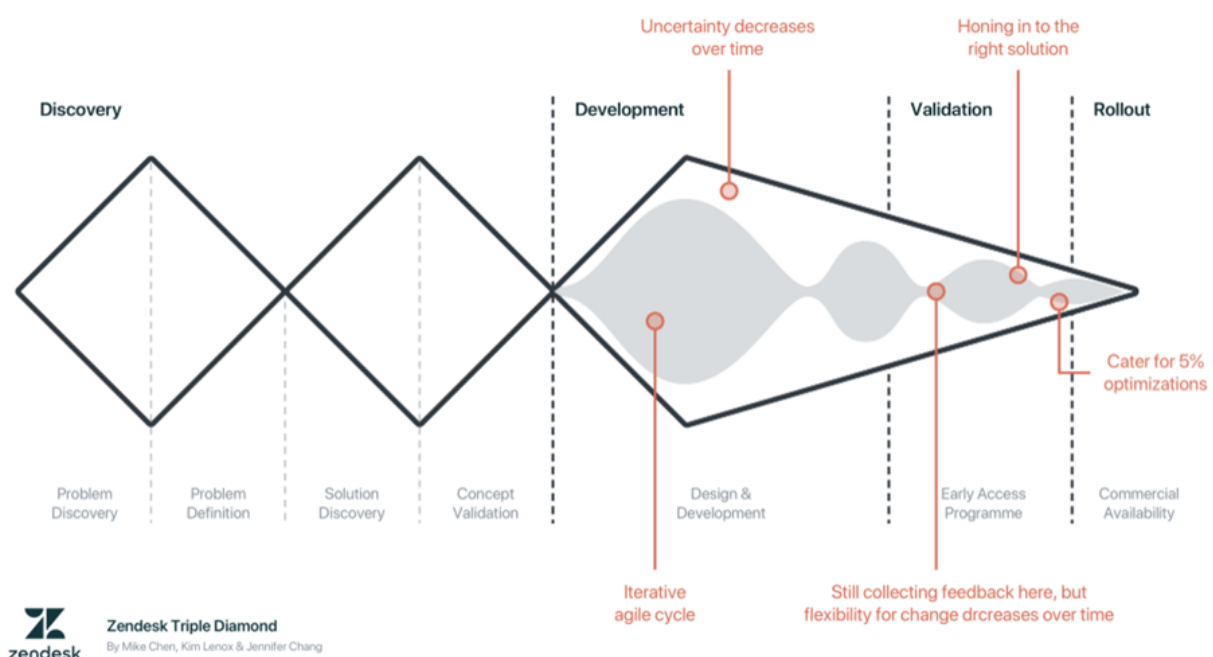 Uncertainty decreases
over time
Honing in to the
right solution
Discovery
Development
Validation
Rollout
Cater for 5%
optimizations
Problem
Discovery
Problem
Definition
Solution
Discovery
Concept
Validation
Design &
Development
Early Access
Programme
Commercial
Availability
Iterative
agile cycle
Still collecting feedback here, but
flexibility for change drcreases over time
zendesk
Zendesk Triple Diamond
By Mike Chen, Kim Lenox & Jennifer Chang